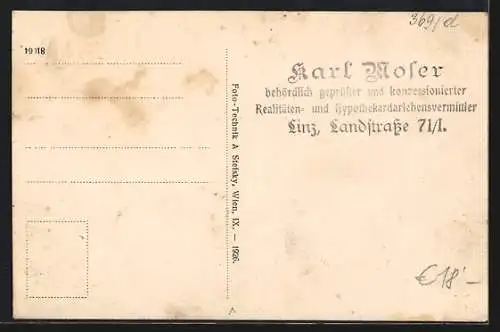 369/d
Karl Moser
behördlich geprüfter und konzessionierter
Realitäten- und Hypothekardarlehensvermittler
Linz, Landstraße 71/I.
Foto-Technik A Stefsky, Wien, IX. — 1926.
€18,-